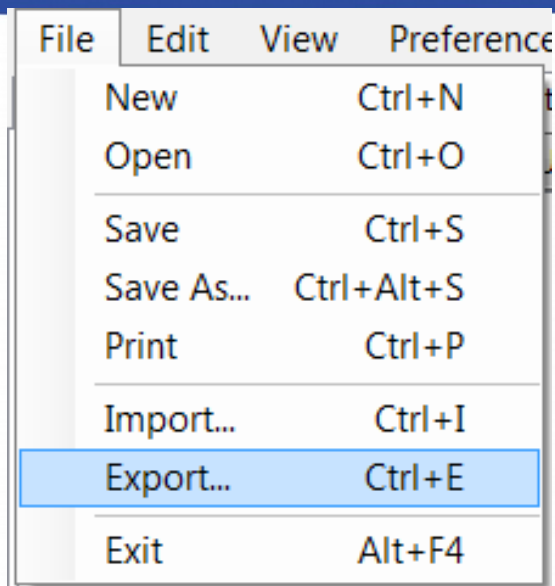 File Edit View Preference
New Ctrl+N
Open Ctrl+O
Save Ctrl+S
Save As... Ctrl+Alt+S
Print Ctrl+P
Import... Ctrl+I
Export... Ctrl+E
Exit Alt+F4